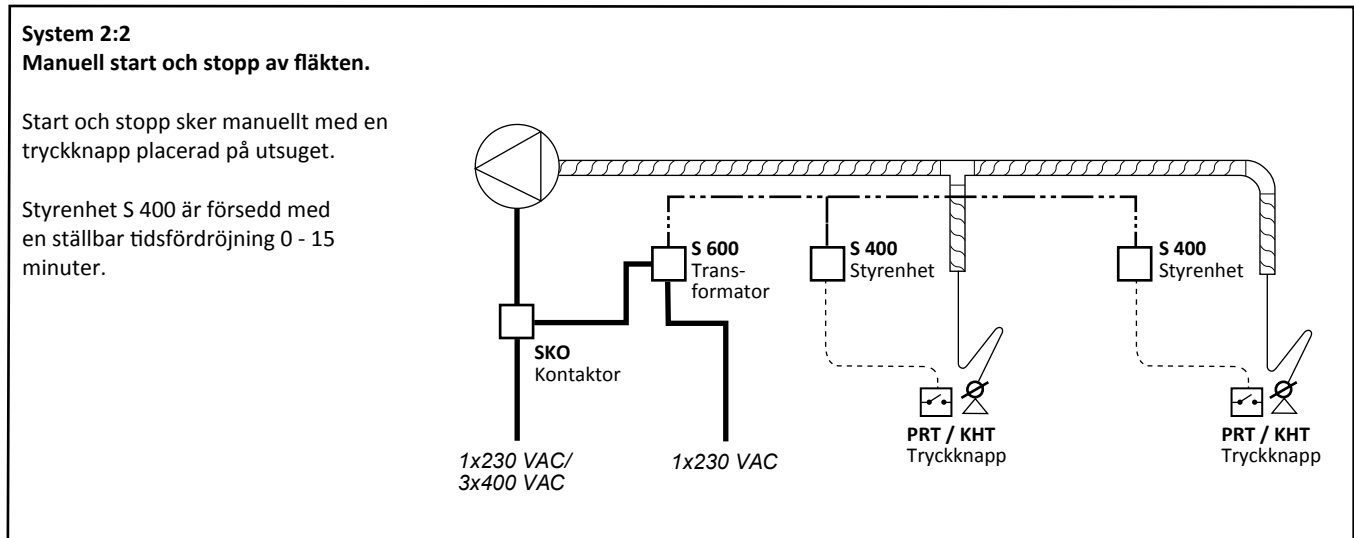 System 2:2
Manuell start och stopp av fläkten.
Start och stopp sker manuellt med en
tryckknapp placerad på utsuget.
Styrenhet S 400 är försedd med
en ställbar tidsfördröjning 0 - 15
minuter.
S 600
Trans-
formator
S 400
Styrenhet
S 400
Styrenhet
SKO
Kontaktor
PRT / KHT
Tryckknapp
PRT / KHT
Tryckknapp
1x230 VAC/
3x400 VAC
1x230 VAC